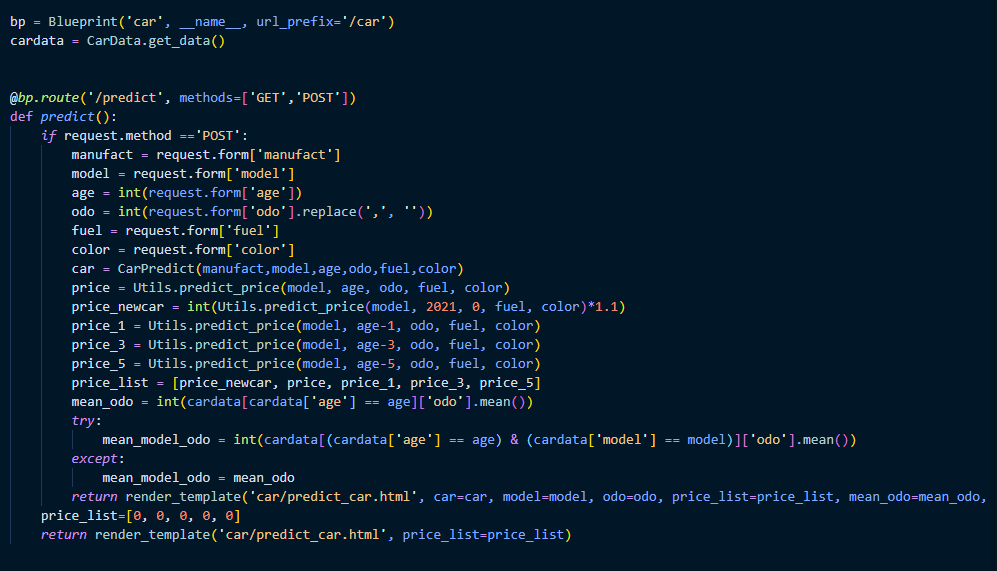 bp = Blueprint('car', __name__, url_prefix='/car')
cardata = CarData.get_data()
@bp.route('/predict', methods=['GET','POST'])
def predict():
    if request.method =='POST':
        manufact = request.form['manufact']
        model = request.form['model']
        age = int(request.form['age'])
        odo = int(request.form['odo'].replace(',', ''))
        fuel = request.form['fuel']
        color = request.form['color']
        car = CarPredict(manufact,model,age,odo,fuel,color)
        price = Utils.predict_price(model, age, odo, fuel, color)
        price_newcar = int(Utils.predict_price(model, 2021, 0, fuel, color)*1.1)
        price_1 = Utils.predict_price(model, age-1, odo, fuel, color)
        price_3 = Utils.predict_price(model, age-3, odo, fuel, color)
        price_5 = Utils.predict_price(model, age-5, odo, fuel, color)
        price_list = [price_newcar, price, price_1, price_3, price_5]
        mean_odo = int(cardata[cardata['age'] == age]['odo'].mean())
        try:
            mean_model_odo = int(cardata[(cardata['age'] == age) & (cardata['model'] == model)]['odo'].mean())
        except:
            mean_model_odo = mean_odo
        return render_template('car/predict_car.html', car=car, model=model, odo=odo, price_list=price_list, mean_odo=mean_odo,
    price_list=[0, 0, 0, 0, 0]
    return render_template('car/predict_car.html', price_list=price_list)